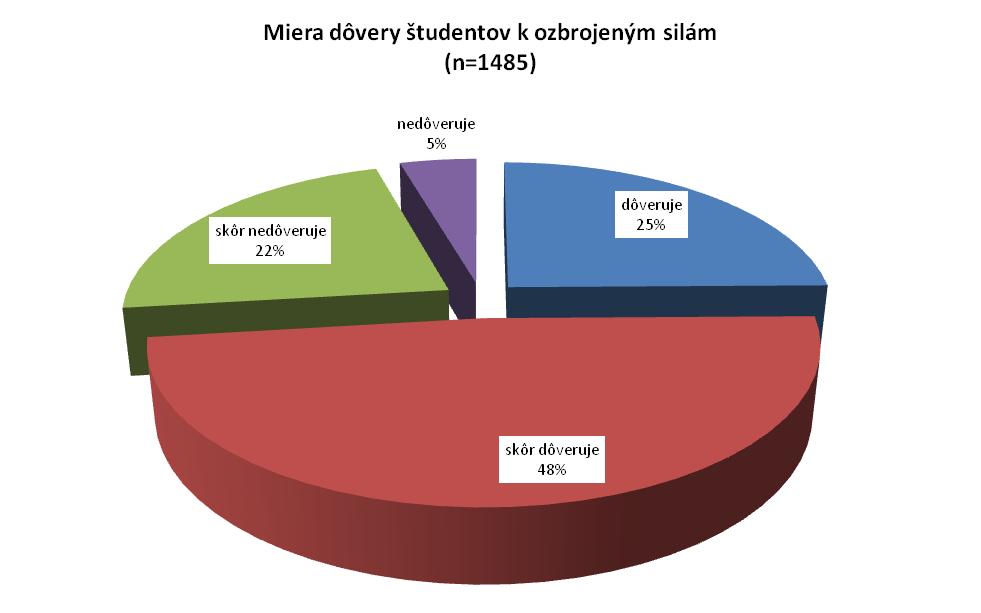 Miera dôvery študentov k ozbrojeným silám
(n=1485)
nedôveruje
5%
dôveruje
25%
skôr nedôveruje
22%
skôr dôveruje
48%